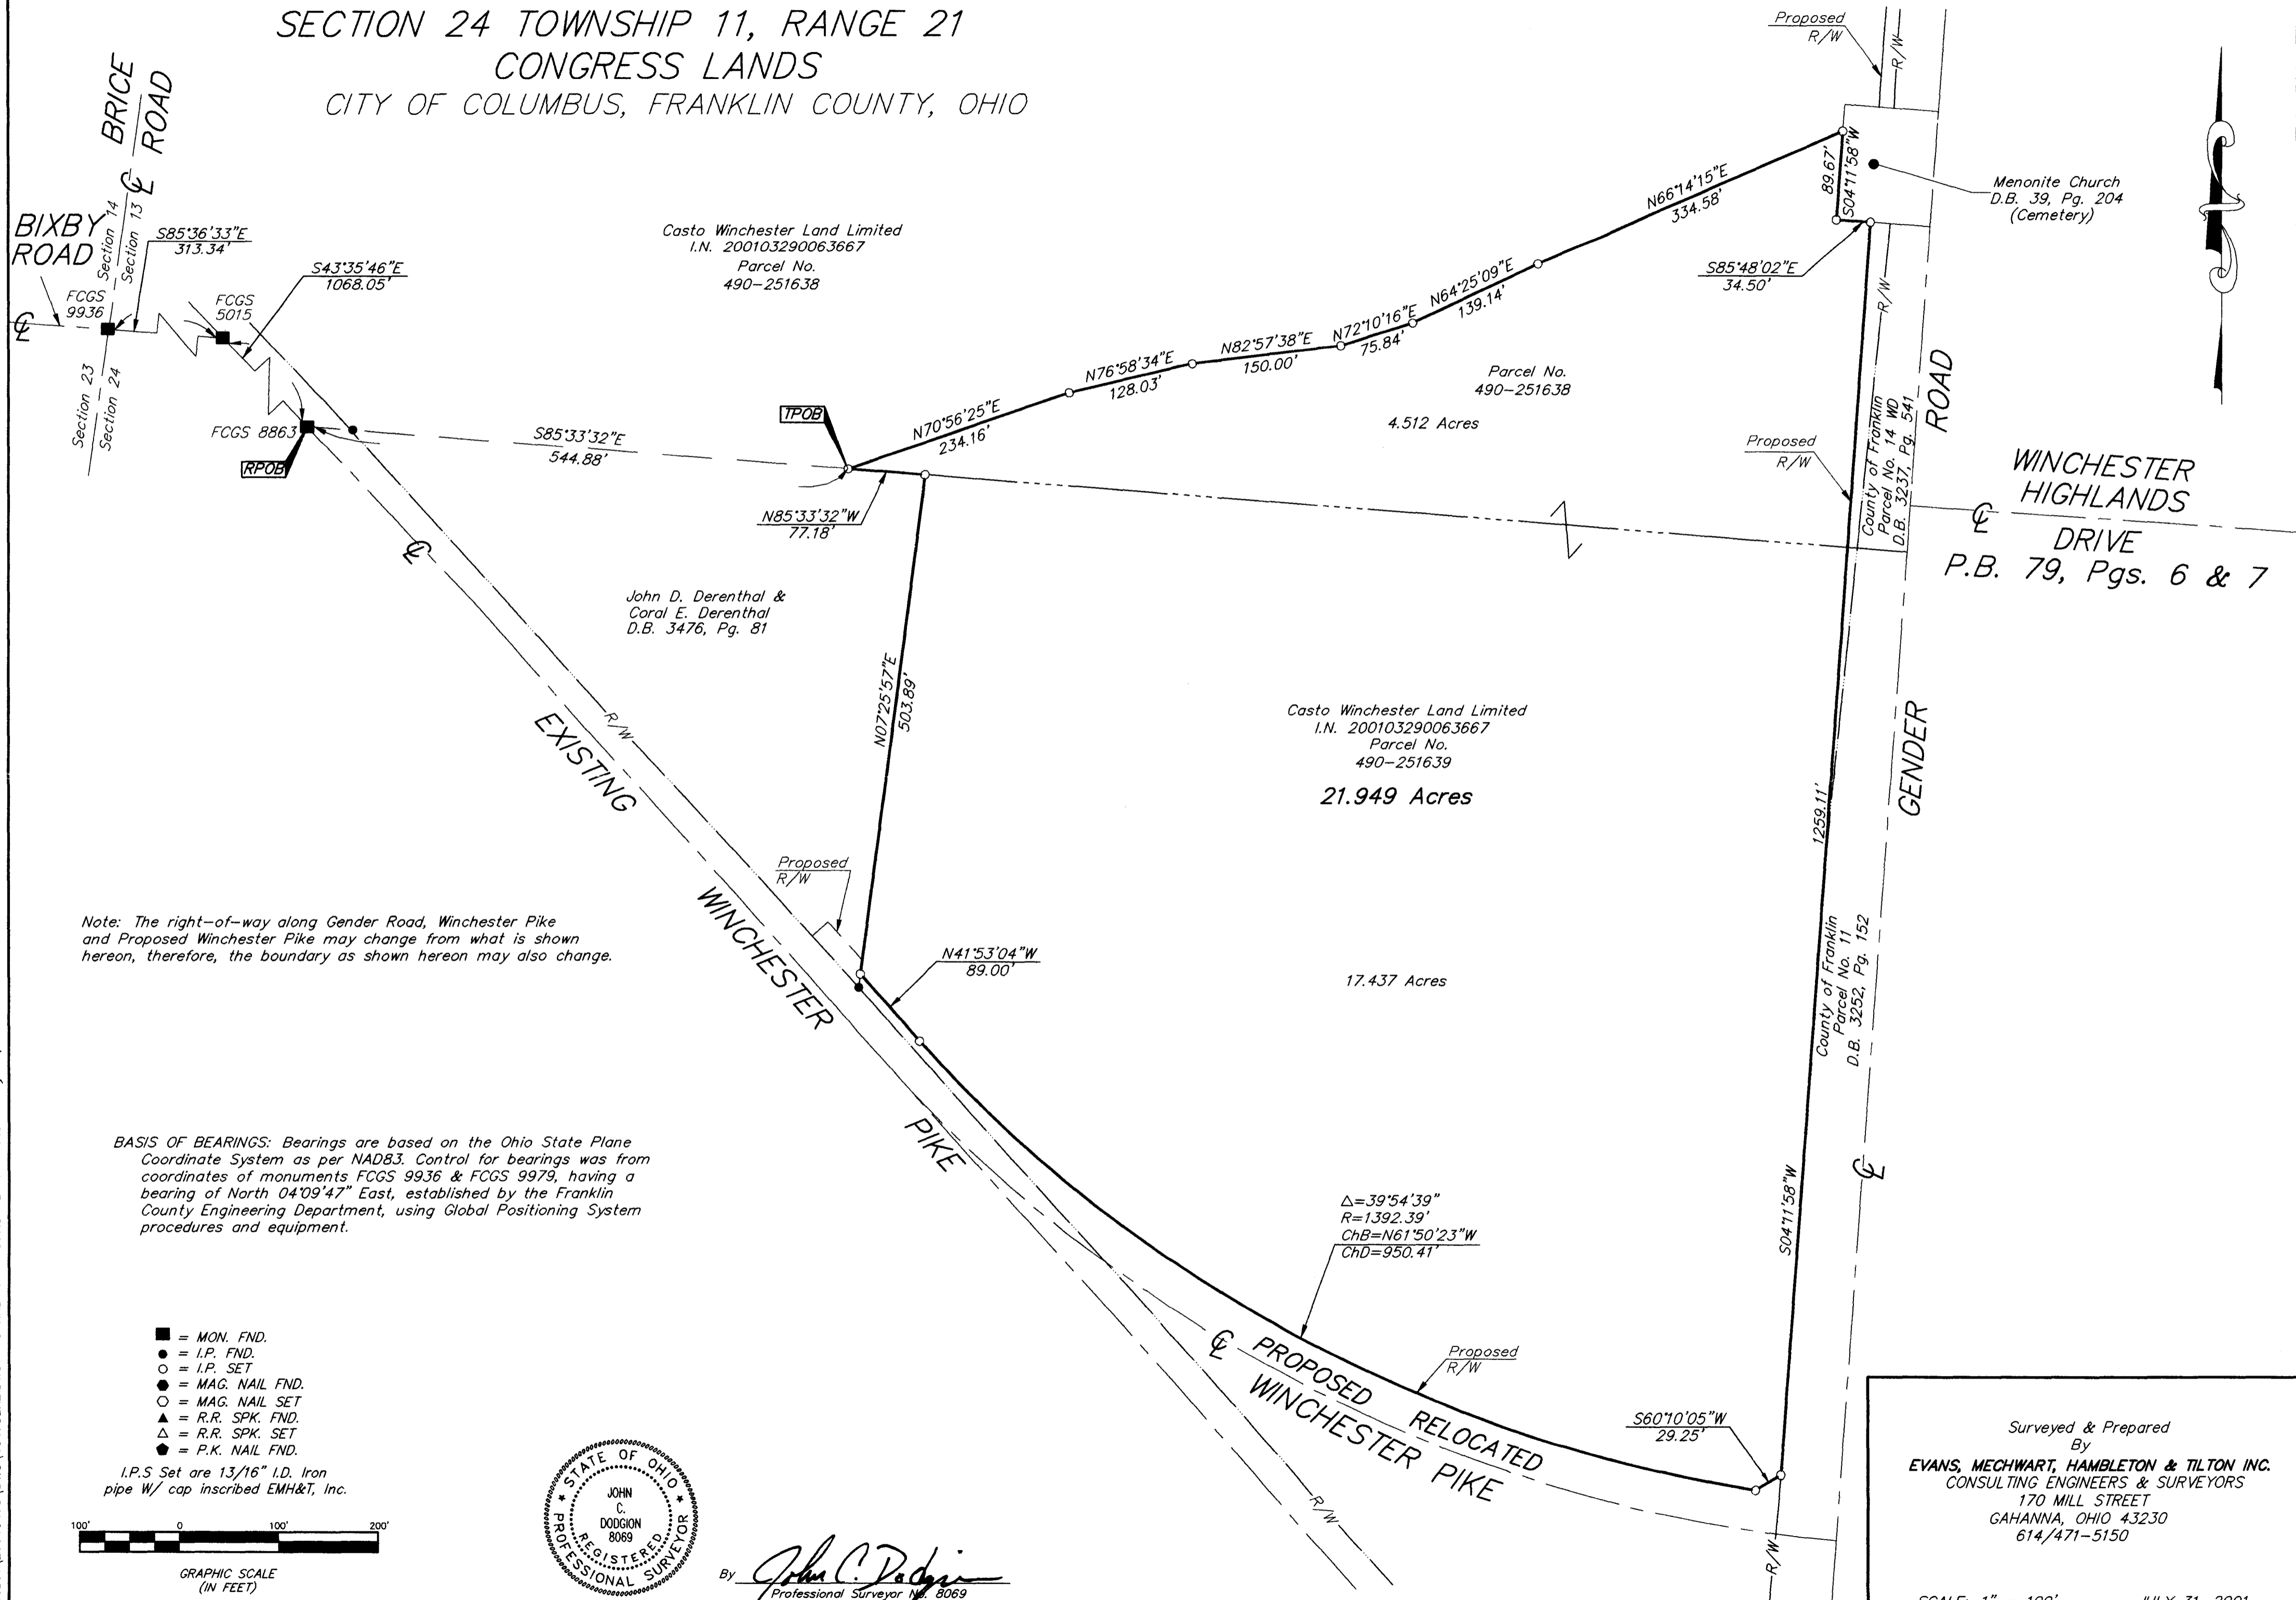 SECTION 24 TOWNSHIP 11, RANGE 21
CONGRESS LANDS
CITY OF COLUMBUS, FRANKLIN COUNTY, OHIO
BRICE
℄ ROAD
Section 14
Section 13
BIXBY
ROAD
S85°36'33"E
313.34'
FCGS
9936
℄
FCGS
5015
S43°35'46"E
1068.05'
Section 23
Section 24
FCGS 8863
RPOB
S85°33'32"E
544.88'
Casto Winchester Land Limited
I.N. 200103290063667
Parcel No.
490-251638
TPOB
N70°56'25"E
234.16'
N76°58'34"E
128.03'
N82°57'38"E
150.00'
N72°10'16"E
75.84'
N64°25'09"E
139.14'
N66°14'15"E
334.58'
Proposed
R/W
R/W
89.67'
S04°11'58"W
Menonite Church
D.B. 39, Pg. 204
(Cemetery)
S85°48'02"E
34.50'
R/W
Parcel No.
490-251638
4.512 Acres
Proposed
R/W
County of Franklin
Parcel No. 14 WD
D.B. 3237, Pg. 541
ROAD
WINCHESTER
HIGHLANDS
℄
DRIVE
P.B. 79, Pgs. 6 & 7
N85°33'32"W
77.18'
℄
John D. Derenthal &
Coral E. Derenthal
D.B. 3476, Pg. 81
N07°25'57"E
503.89'
R/W
EXISTING
WINCHESTER
PIKE
Casto Winchester Land Limited
I.N. 200103290063667
Parcel No.
490-251639
21.949 Acres
1259.11'
GENDER
Proposed
R/W
Note: The right-of-way along Gender Road, Winchester Pike
and Proposed Winchester Pike may change from what is shown
hereon, therefore, the boundary as shown hereon may also change.
N41°53'04"W
89.00'
17.437 Acres
County of Franklin
Parcel No. 11
D.B. 3252, Pg. 152
BASIS OF BEARINGS: Bearings are based on the Ohio State Plane
Coordinate System as per NAD83. Control for bearings was from
coordinates of monuments FCGS 9936 & FCGS 9979, having a
bearing of North 04°09'47" East, established by the Franklin
County Engineering Department, using Global Positioning System
procedures and equipment.
S04°11'58"W
℄
Δ=39°54'39"
R=1392.39'
ChB=N61°50'23"W
ChD=950.41'
℄ PROPOSED RELOCATED
WINCHESTER PIKE
Proposed
R/W
S60°10'05"W
29.25'
R/W
R/W
= MON. FND.
= I.P. FND.
= I.P. SET
= MAG. NAIL FND.
= MAG. NAIL SET
= R.R. SPK. FND.
= R.R. SPK. SET
= P.K. NAIL FND.
I.P.S Set are 13/16" I.D. Iron
pipe W/ cap inscribed EMH&T, Inc.
100' 0 100' 200'
GRAPHIC SCALE
(IN FEET)
STATE OF OHIO
JOHN
C.
DODGION
8069
REGISTERED
PROFESSIONAL SURVEYOR
By John C. Dodgion
Professional Surveyor No. 8069
Surveyed & Prepared
By
EVANS, MECHWART, HAMBLETON & TILTON INC.
CONSULTING ENGINEERS & SURVEYORS
170 MILL STREET
GAHANNA, OHIO 43230
614/471-5150
SCALE: 1" = 100' JULY 31, 2001